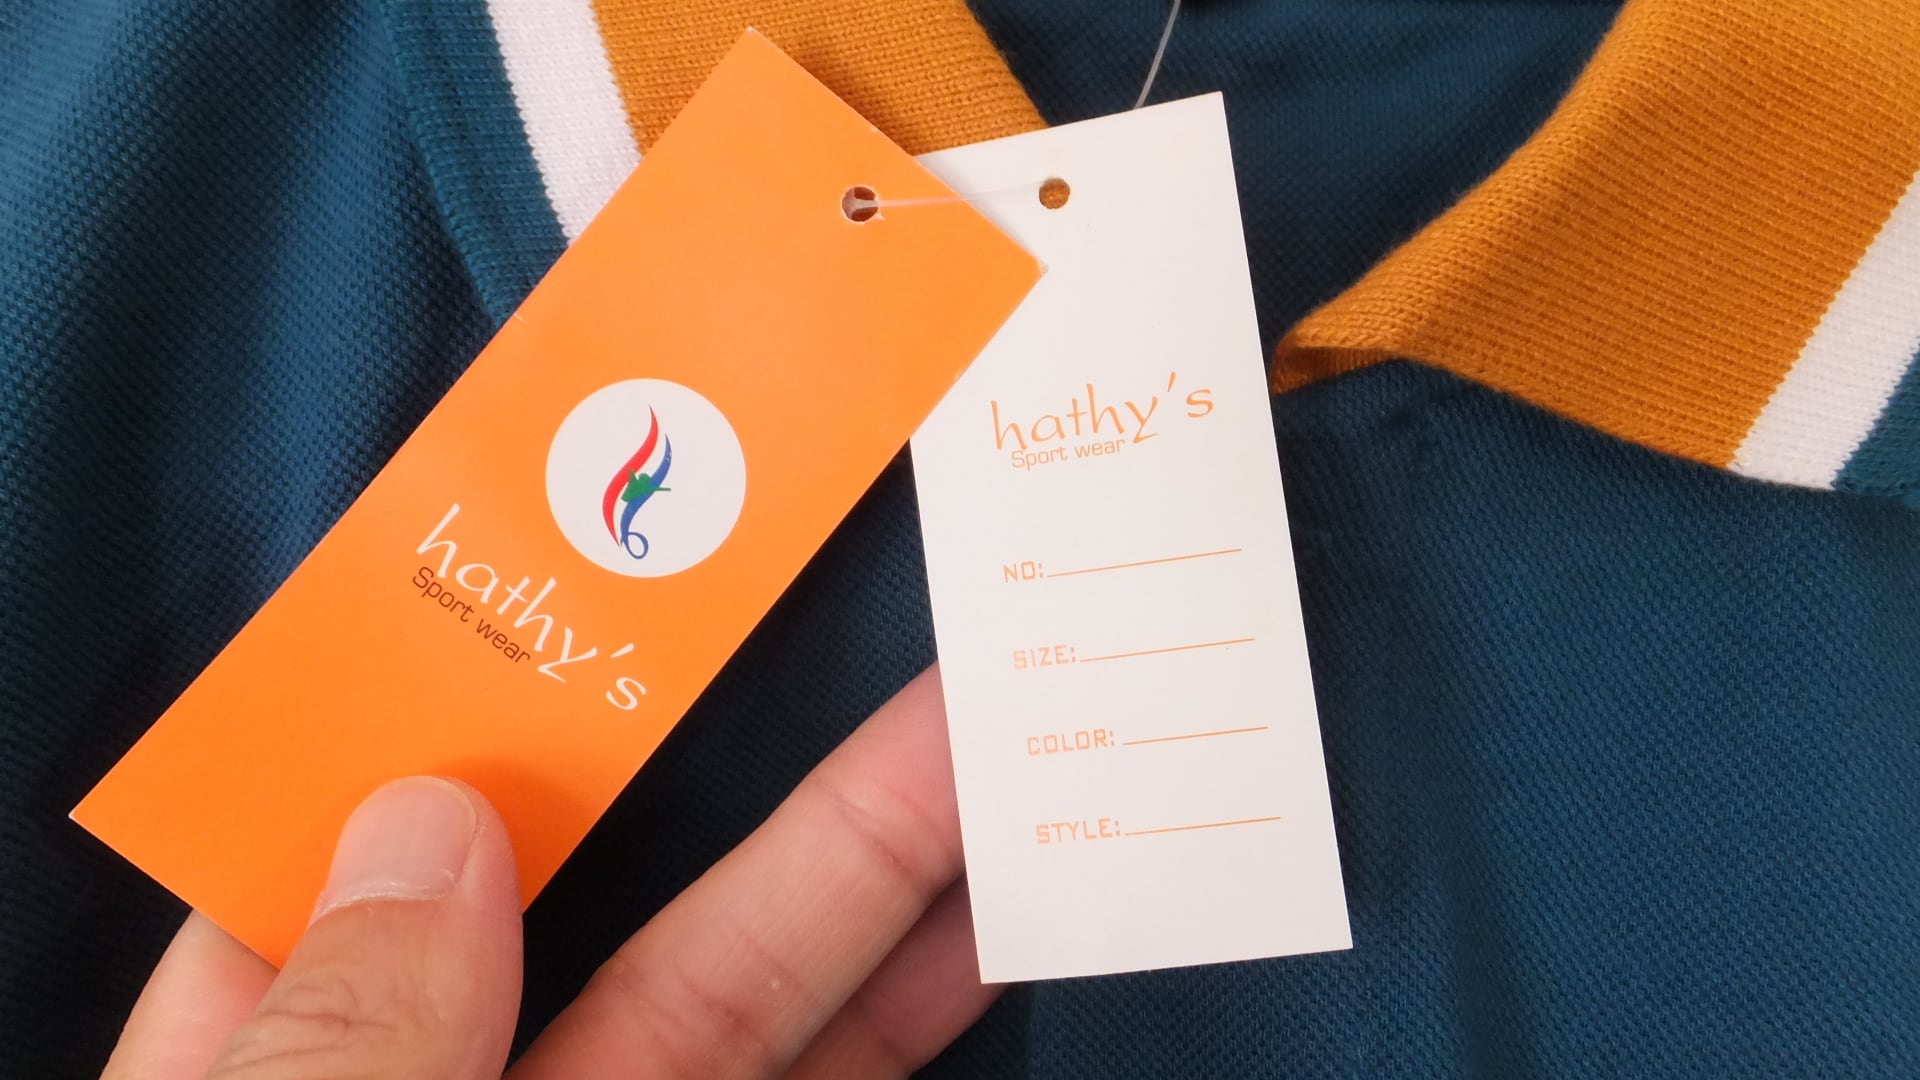 hathy's
Sport wear
hathy's
Sport wear
NO:
SIZE:
COLOR:
STYLE: